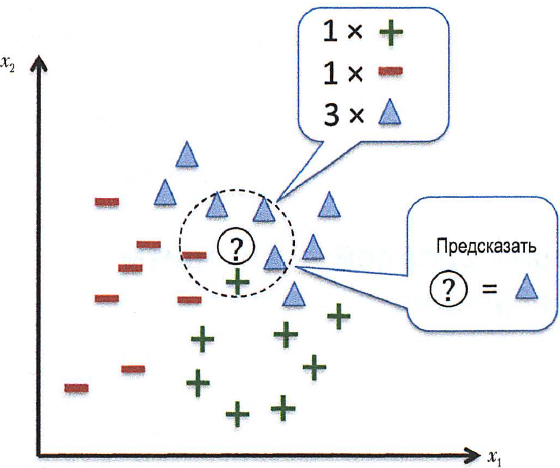 1 × +
1 × −
3 ×
x₂
?
Предсказать
? =
x₁